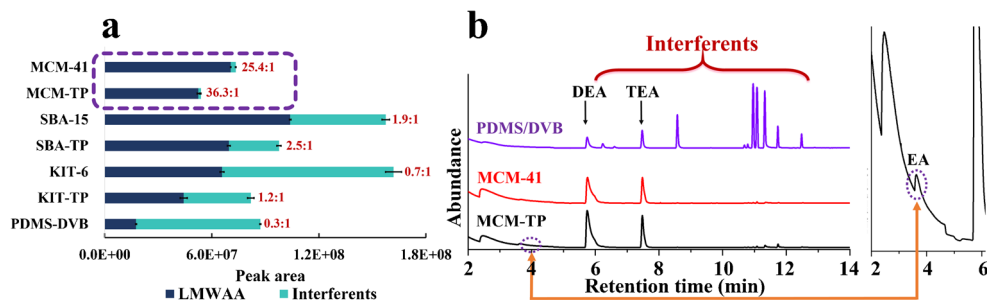 a
MCM-41
25.4:1
MCM-TP
36.3:1
SBA-15
1.9:1
SBA-TP
2.5:1
KIT-6
0.7:1
KIT-TP
1.2:1
PDMS-DVB
0.3:1
0.E+00 6.E+07 1.2E+08 1.8E+08
Peak area
LMWAA Interferents
b
Interferents
DEA TEA
PDMS/DVB
MCM-41
MCM-TP
Abundance
2 4 6 8 10 12 14
Retention time (min)
EA
2 4 6